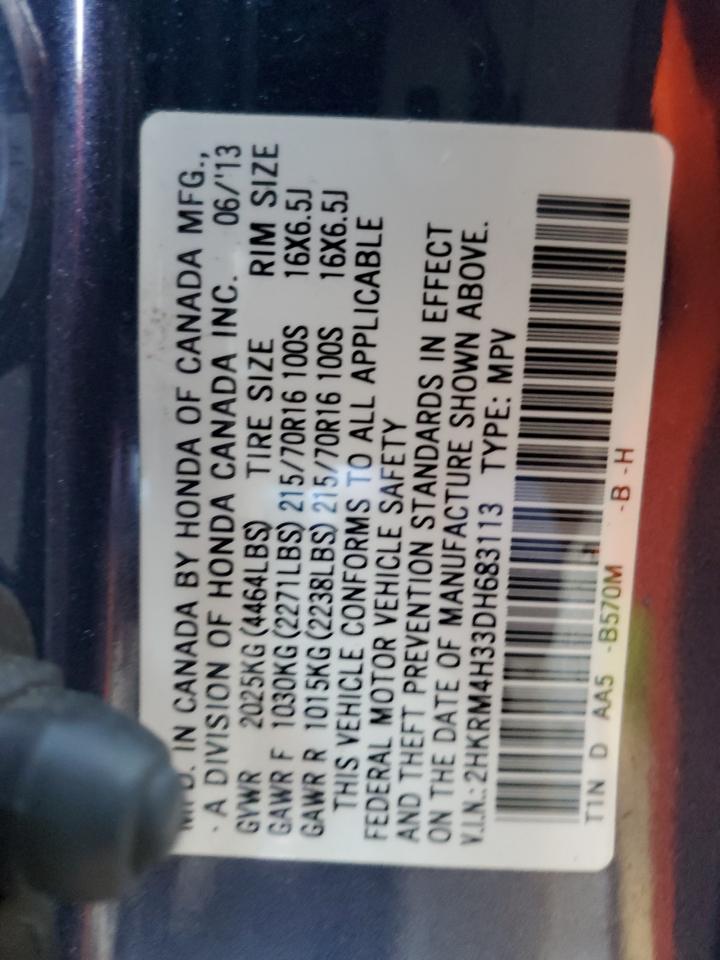 MFD. IN CANADA BY HONDA OF CANADA MFG.,
· A DIVISION OF HONDA CANADA INC. 06/'13
GVWR 2025KG(4464LBS) TIRE SIZE RIM SIZE
GAWR F 1030KG(2271LBS) 215/70R16 100S 16X6.5J
GAWR R 1015KG(2238LBS) 215/70R16 100S 16X6.5J
THIS VEHICLE CONFORMS TO ALL APPLICABLE
FEDERAL MOTOR VEHICLE SAFETY
AND THEFT PREVENTION STANDARDS IN EFFECT
ON THE DATE OF MANUFACTURE SHOWN ABOVE.
V.I.N.: 2HKRM4H33DH683113 TYPE: MPV
T1N D AA5 -B570M -B -H